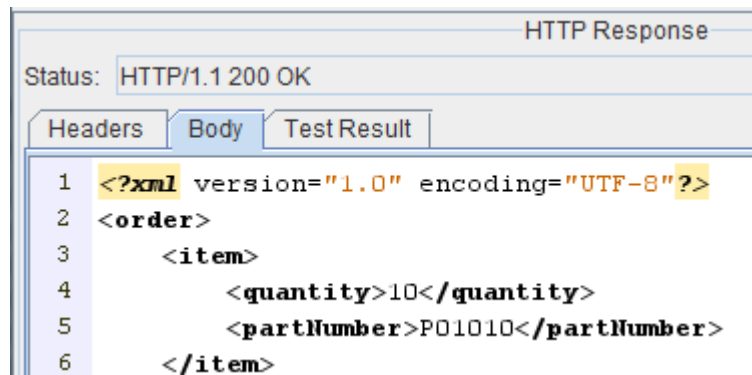 HTTP Response
Status: HTTP/1.1 200 OK
Headers Body Test Result
1 <?xml version="1.0" encoding="UTF-8"?>
2 <order>
3 <item>
4 <quantity>10</quantity>
5 <partNumber>P01010</partNumber>
6 </item>